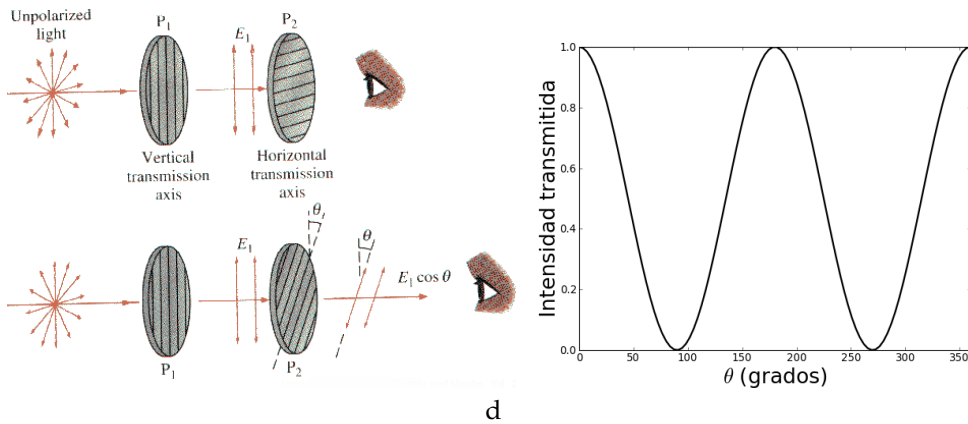 Unpolarized
light
P1
E1
P2
Vertical
transmission
axis
Horizontal
transmission
axis
θ
θ
E1
E1 cos θ
P1
P2
Intensidad transmitida
1.0
0.8
0.6
0.4
0.2
0.0
0
50
100
150
200
250
300
350
θ (grados)
d